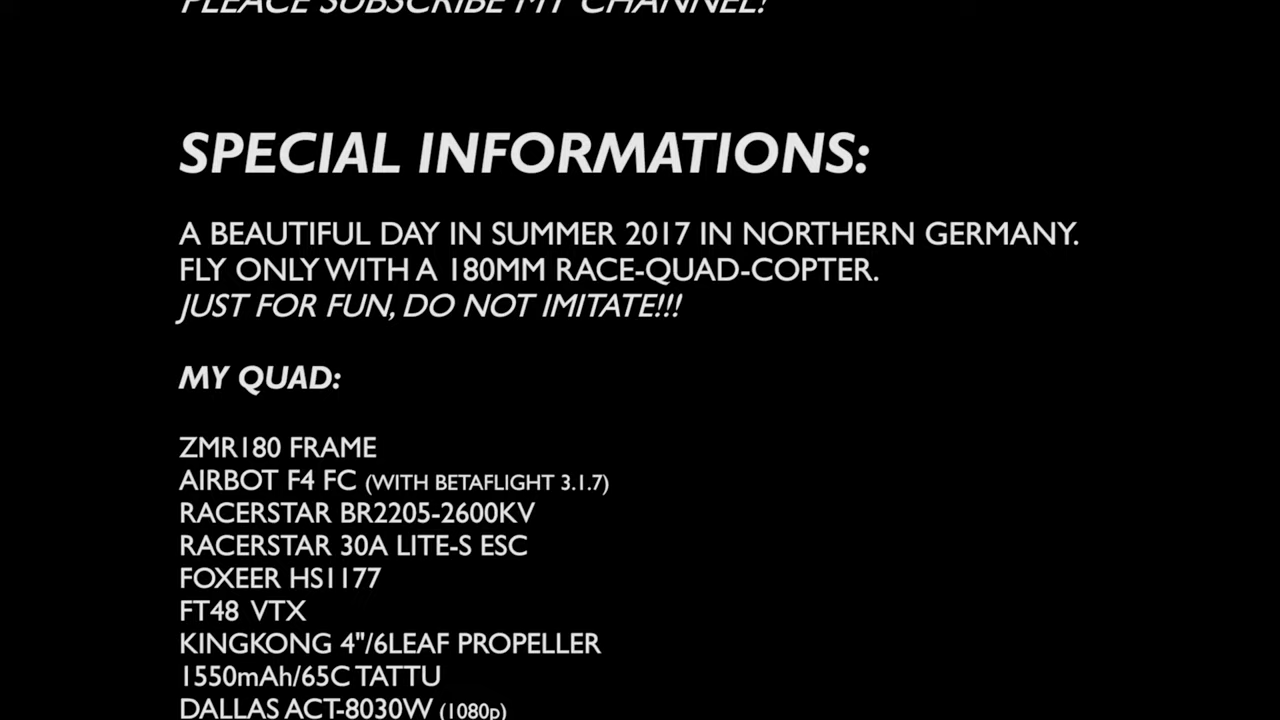 PLEACE SUBSCRIBE MY CHANNEL!
SPECIAL INFORMATIONS:
A BEAUTIFUL DAY IN SUMMER 2017 IN NORTHERN GERMANY.
FLY ONLY WITH A 180MM RACE-QUAD-COPTER.
JUST FOR FUN, DO NOT IMITATE!!!
MY QUAD:
ZMR180 FRAME
AIRBOT F4 FC (WITH BETAFLIGHT 3.1.7)
RACERSTAR BR2205-2600KV
RACERSTAR 30A LITE-S ESC
FOXEER HS1177
FT48 VTX
KINGKONG 4"/6LEAF PROPELLER
1550mAh/65C TATTU
DALLAS ACT-8030W (1080p)